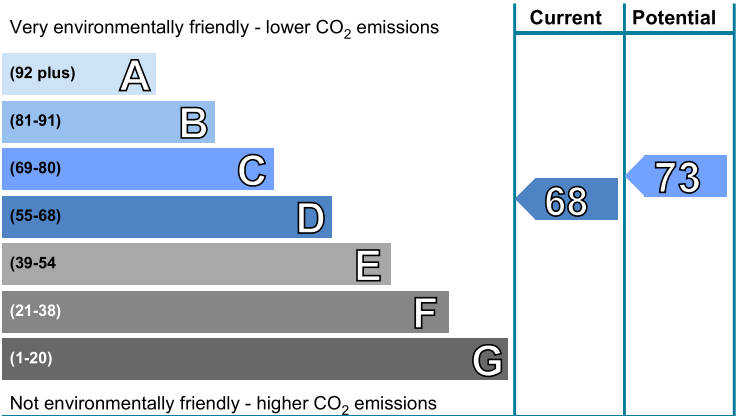 Current Potential
Very environmentally friendly - lower CO2 emissions
(92 plus) A
(81-91) B
(69-80) C
73
(55-68) D
68
(39-54 E
(21-38) F
(1-20) G
Not environmentally friendly - higher CO2 emissions